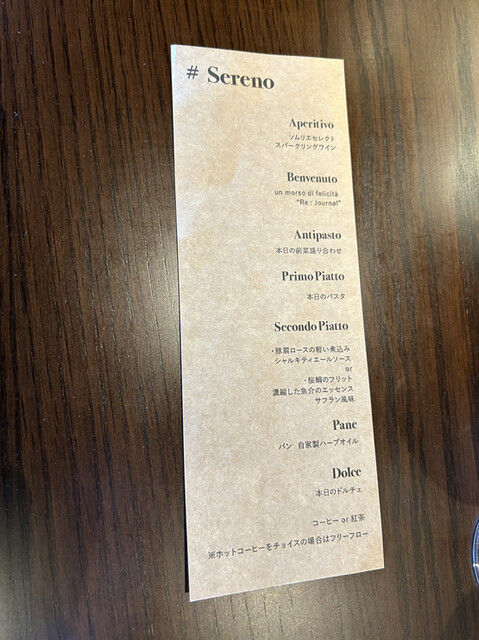 # Sereno
Aperitivo
ソムリエセレクト
スパークリングワイン
Benvenuto
un morso di felicità
"Re : Journal"
Antipasto
本日の前菜盛り合わせ
Primo Piatto
本日のパスタ
Secondo Piatto
・豚肩ロースの軽い煮込み
シャルキティエールソース
or
・桜鯛のフリット
濃縮した魚介のエッセンス
サフラン風味
Pane
パン 自家製ハーブオイル
Dolce
本日のドルチェ
コーヒー or 紅茶
※ホットコーヒーをチョイスの場合はフリーフロー